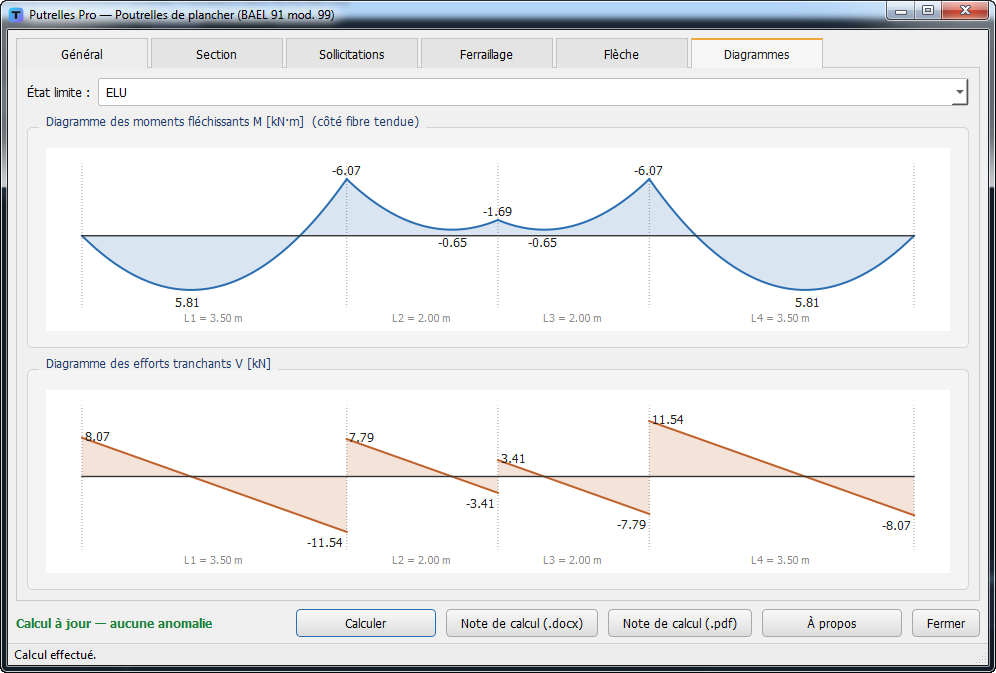 Putrelles Pro — Poutrelles de plancher (BAEL 91 mod. 99)
Général
Section
Sollicitations
Ferraillage
Flèche
Diagrammes
État limite :
ELU
Diagramme des moments fléchissants M [kN·m]  (côté fibre tendue)
-6.07
-6.07
-1.69
-0.65
-0.65
5.81
5.81
L1 = 3.50 m
L2 = 2.00 m
L3 = 2.00 m
L4 = 3.50 m
Diagramme des efforts tranchants V [kN]
8.07
7.79
3.41
11.54
-11.54
-3.41
-7.79
-8.07
L1 = 3.50 m
L2 = 2.00 m
L3 = 2.00 m
L4 = 3.50 m
Calcul à jour — aucune anomalie
Calculer
Note de calcul (.docx)
Note de calcul (.pdf)
À propos
Fermer
Calcul effectué.